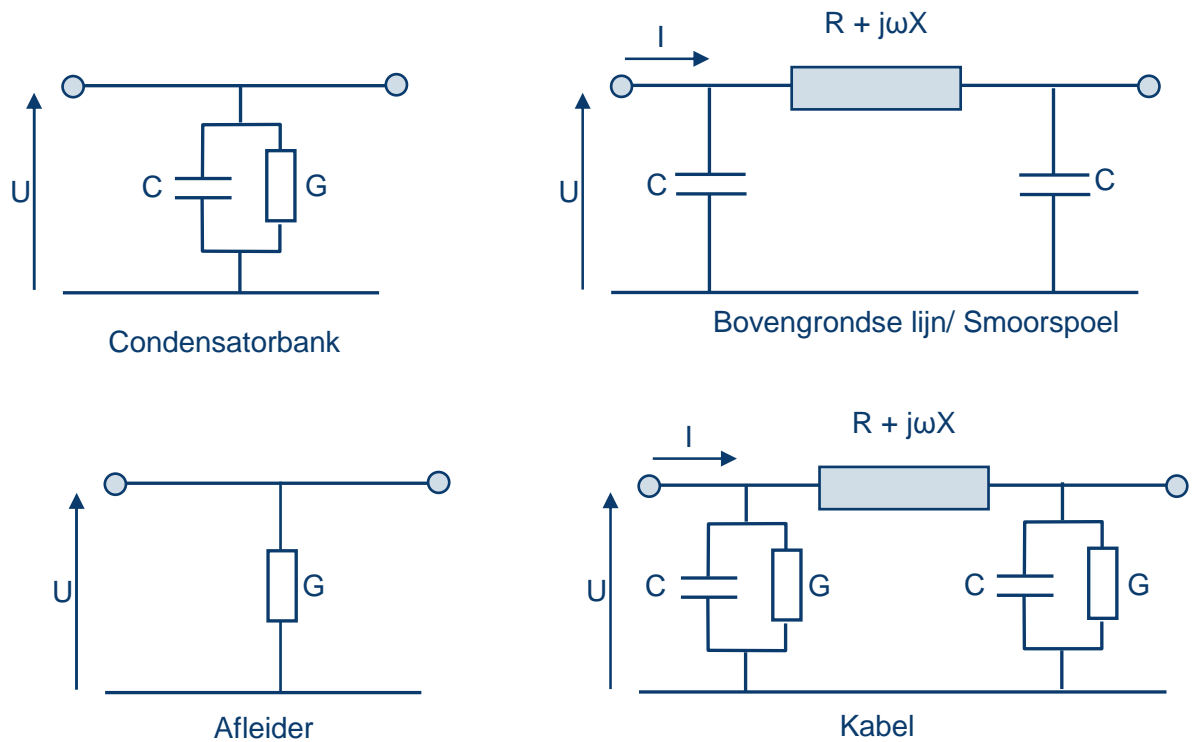 U
C
G
Condensatorbank
R + jωX
I
U
C
C
Bovengrondse lijn/ Smoorspoel
U
G
Afleider
R + jωX
I
U
C
G
C
G
Kabel